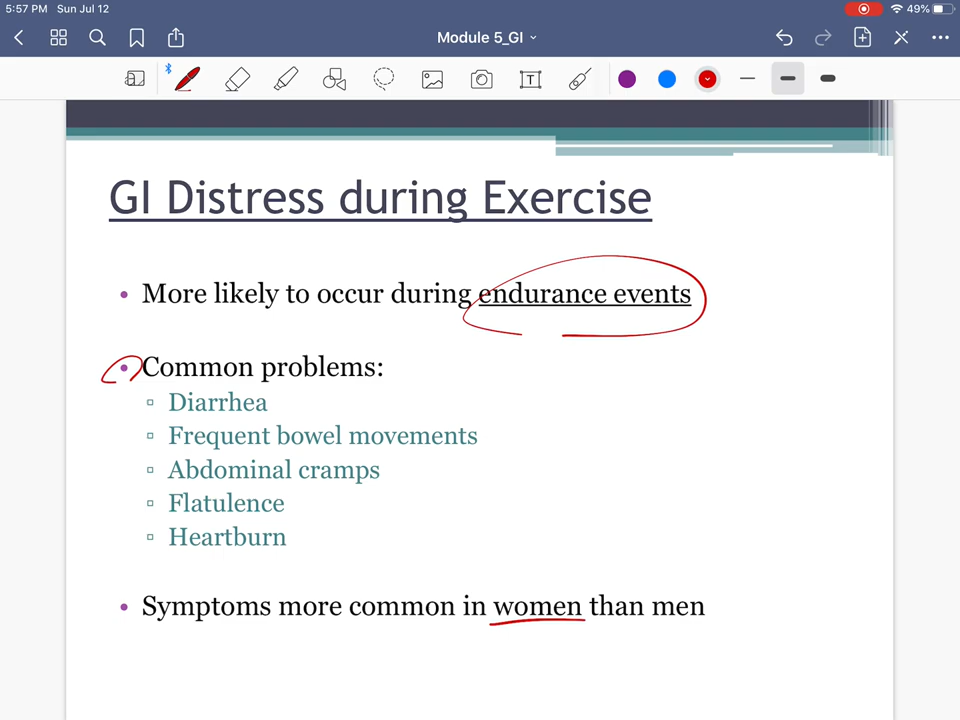 5:57 PM Sun Jul 12
49%
Module 5_GI
T
GI Distress during Exercise
• More likely to occur during endurance events
• Common problems:
▫ Diarrhea
▫ Frequent bowel movements
▫ Abdominal cramps
▫ Flatulence
▫ Heartburn
• Symptoms more common in women than men